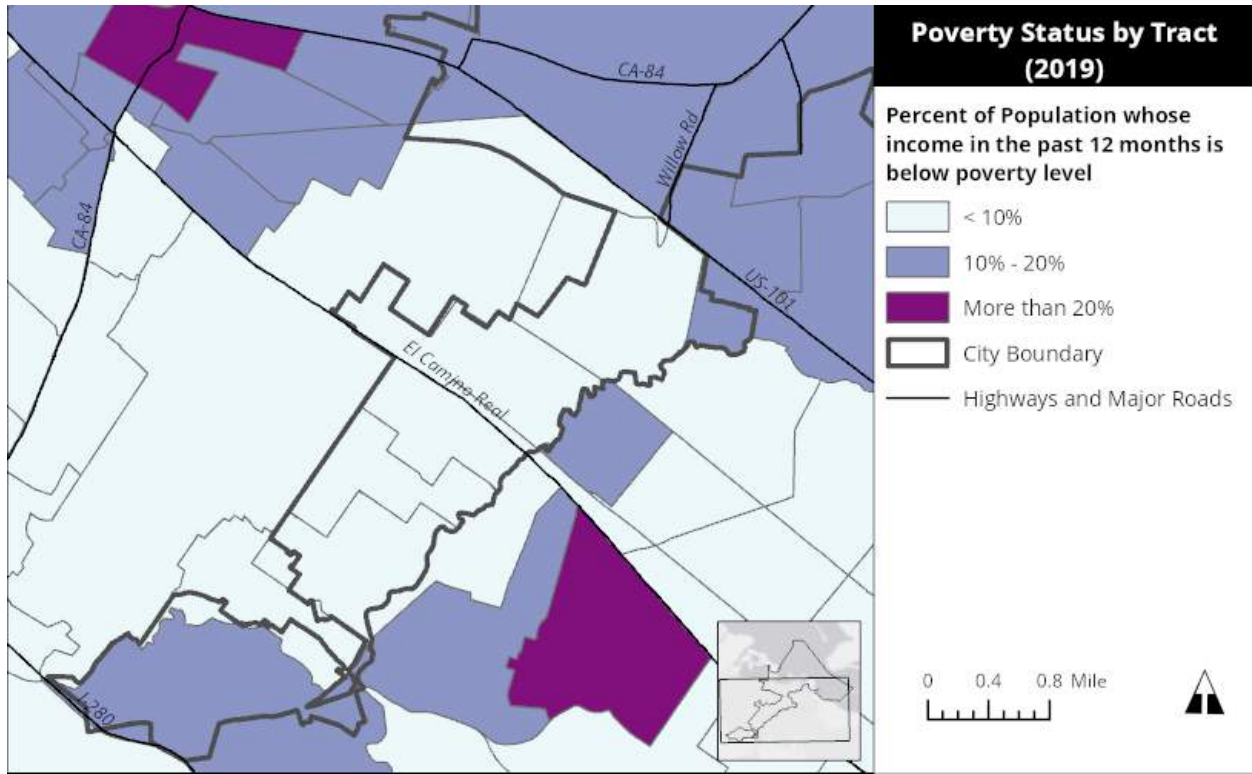 CA-84
Willow Rd
CA-84
US-101
El Camino Real
I-280
Poverty Status by Tract
(2019)
Percent of Population whose
income in the past 12 months is
below poverty level
< 10%
10% - 20%
More than 20%
City Boundary
Highways and Major Roads
0 0.4 0.8 Mile